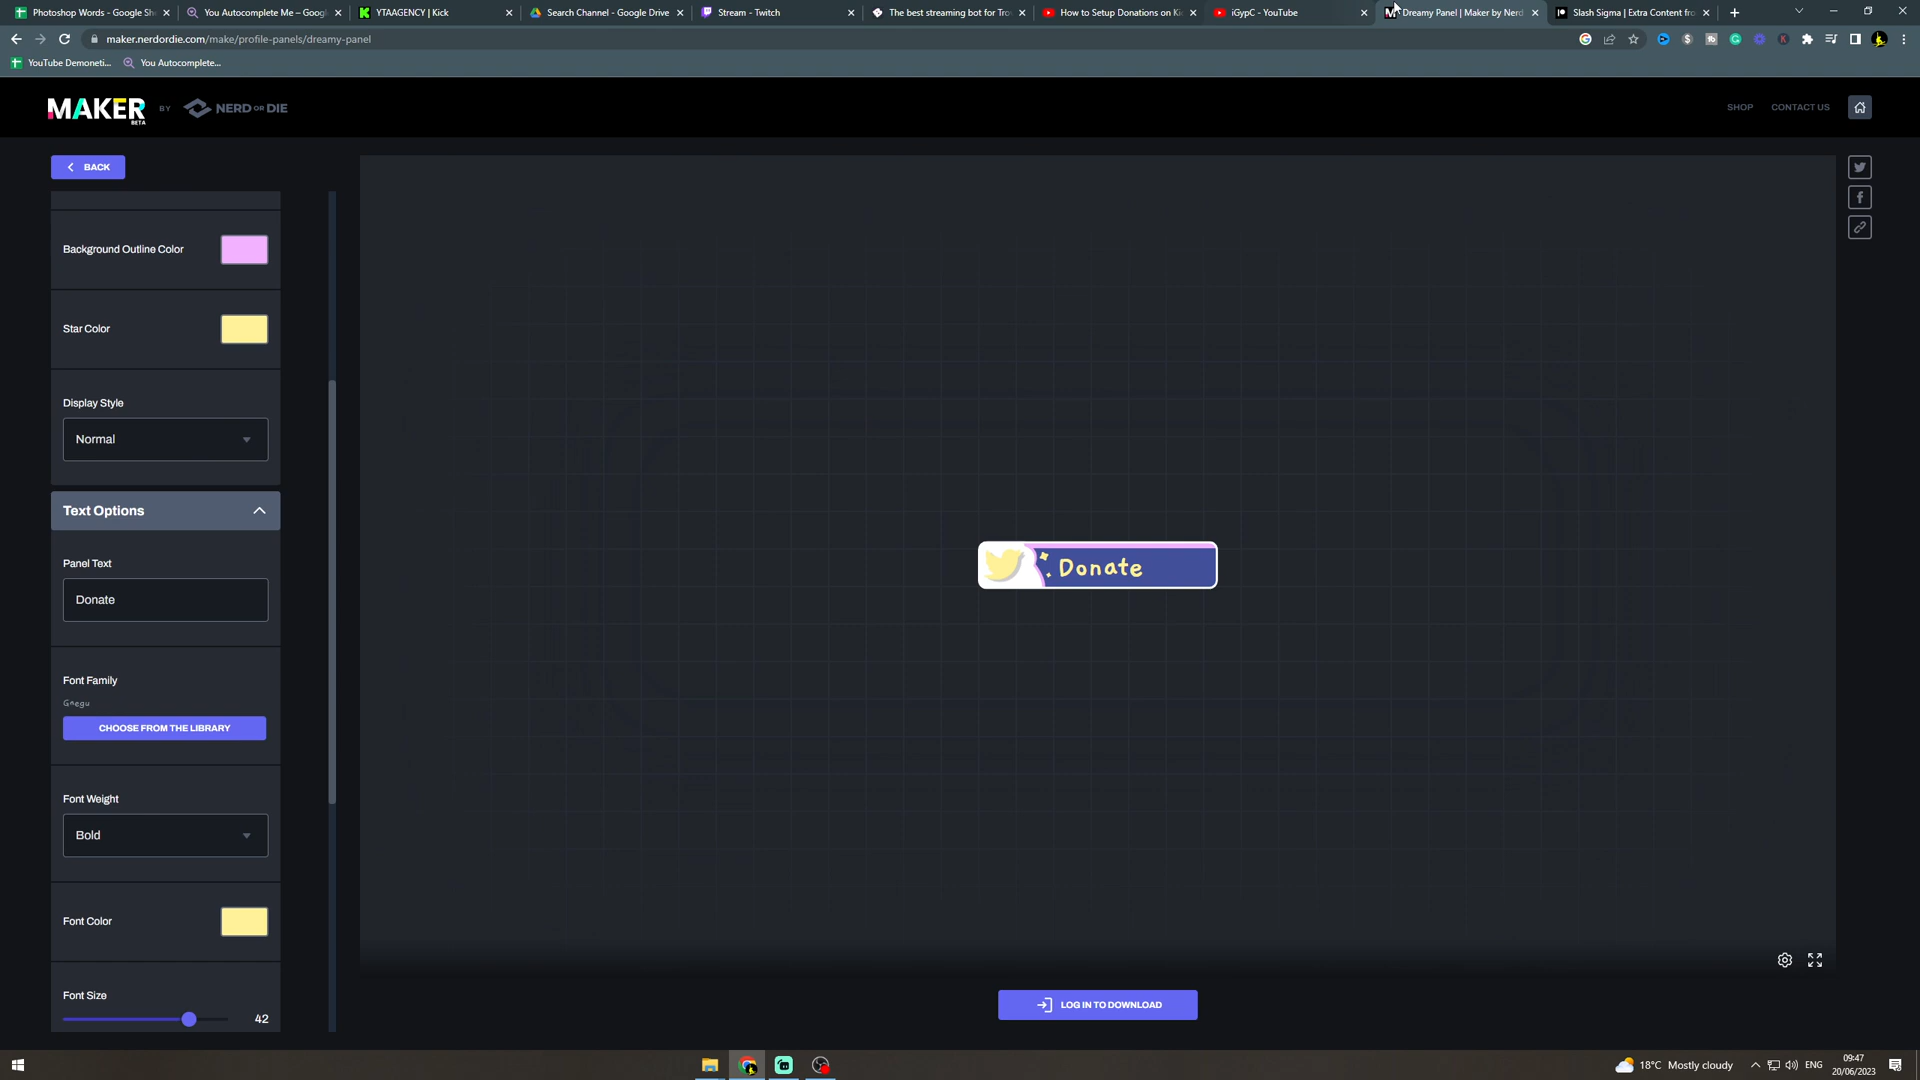 Photoshop Words - Google She
You Autocomplete Me – Googl
YTAAGENCY | Kick
Search Channel - Google Drive
Stream - Twitch
The best streaming bot for Trov
How to Setup Donations on Kic
iGypC - YouTube
Dreamy Panel | Maker by Nerd
Slash Sigma | Extra Content fro
maker.nerdordie.com/make/profile-panels/dreamy-panel
YouTube Demoneti...
You Autocomplete...
MAKER
BETA
BY
NERD OR DIE
SHOP
CONTACT US
BACK
Background Outline Color
Star Color
Display Style
Normal
Text Options
Panel Text
Donate
Donate
Font Family
Gaegu
CHOOSE FROM THE LIBRARY
Font Weight
Bold
Font Color
Font Size
42
LOG IN TO DOWNLOAD
18°C Mostly cloudy
ENG
09:47
20/06/2023